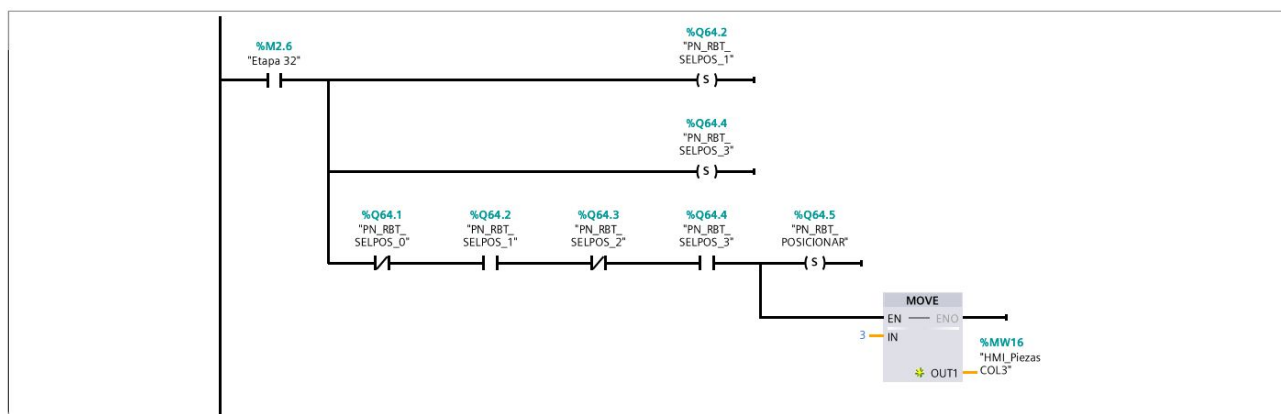 %M2.6
"Etapa 32"
%Q64.2
"PN_RBT_
SELPOS_1"
S
%Q64.4
"PN_RBT_
SELPOS_3"
S
%Q64.1
"PN_RBT_
SELPOS_0"
%Q64.2
"PN_RBT_
SELPOS_1"
%Q64.3
"PN_RBT_
SELPOS_2"
%Q64.4
"PN_RBT_
SELPOS_3"
%Q64.5
"PN_RBT_
POSICIONAR"
S
MOVE
EN ENO
3 IN
%MW16
"HMI_Piezas
OUT1 COL3"